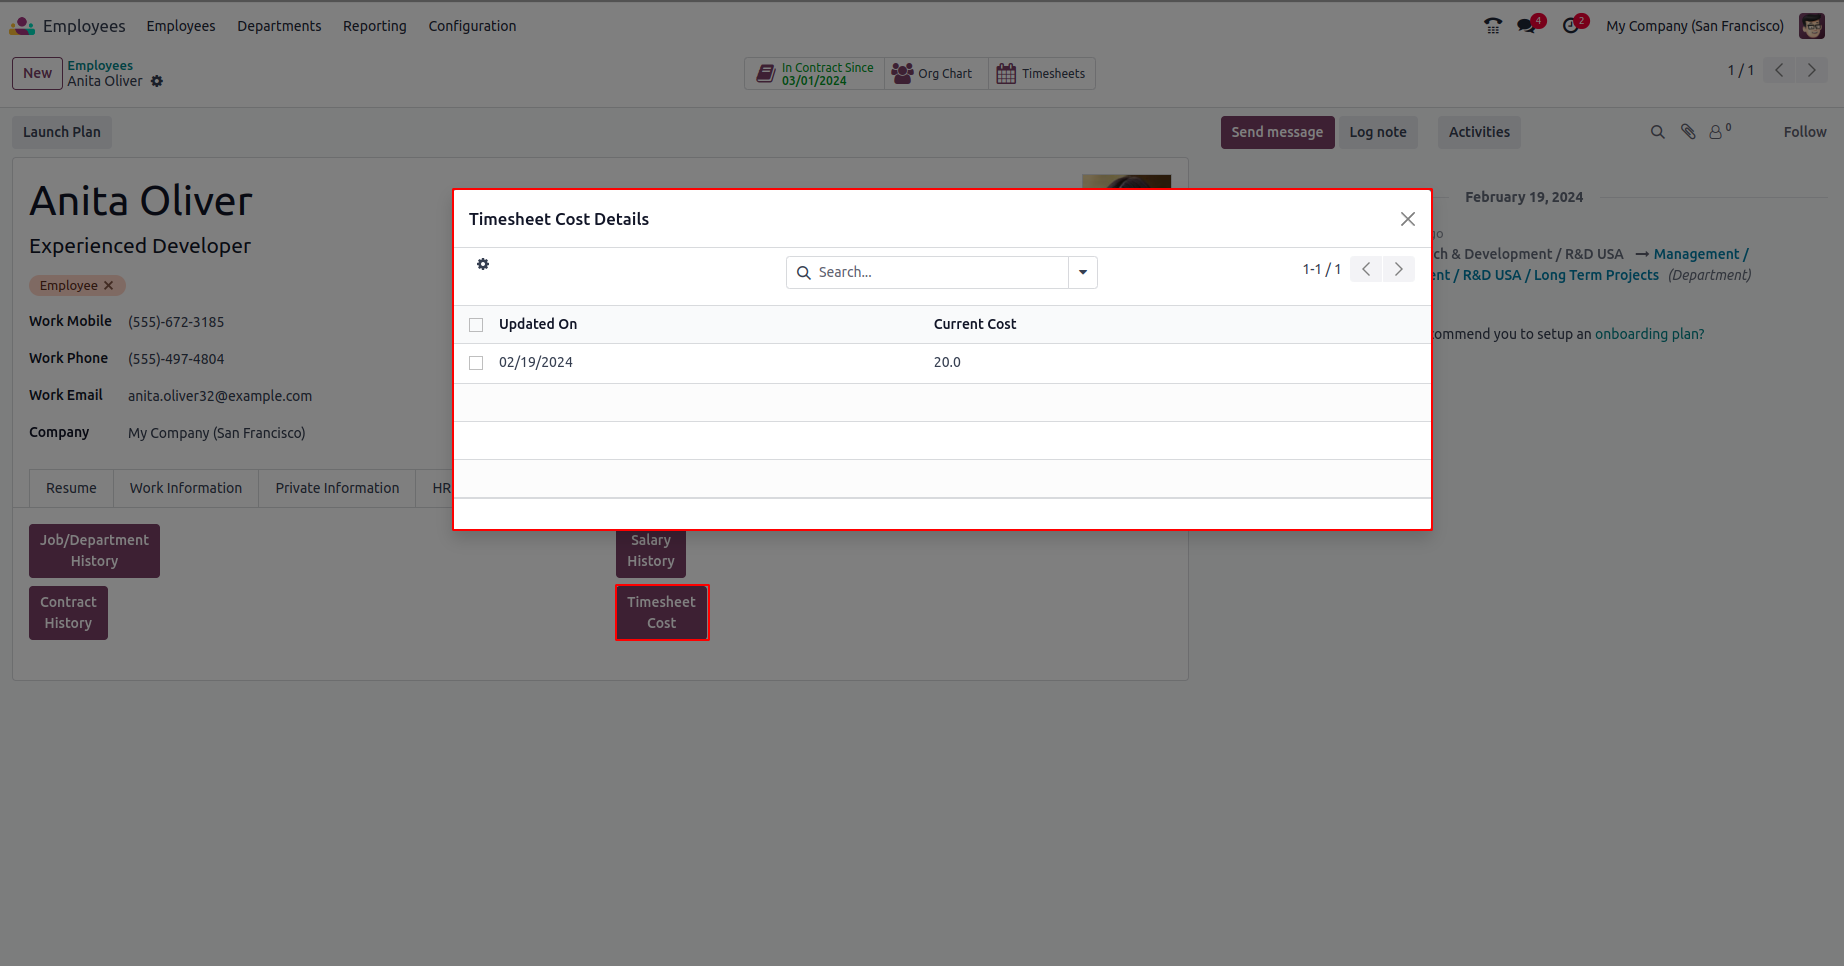 Employees Employees Departments Reporting Configuration 4 2 My Company (San Francisco)
New Employees
Anita Oliver
In Contract Since
03/01/2024
Org Chart Timesheets 1 / 1
Launch Plan Send message Log note Activities 0 Follow
Anita Oliver
Experienced Developer
Employee ✕
Work Mobile (555)-672-3185
Work Phone (555)-497-4804
Work Email anita.oliver32@example.com
Company My Company (San Francisco)
Resume Work Information Private Information HR
Job/Department
History
Salary
History
Contract
History
Timesheet
Cost
Timesheet Cost Details
Search... 1-1 / 1
Updated On Current Cost
02/19/2024 20.0
February 19, 2024
& Development / R&D USA → Management /
/ R&D USA / Long Term Projects (Department)
you to setup an onboarding plan?